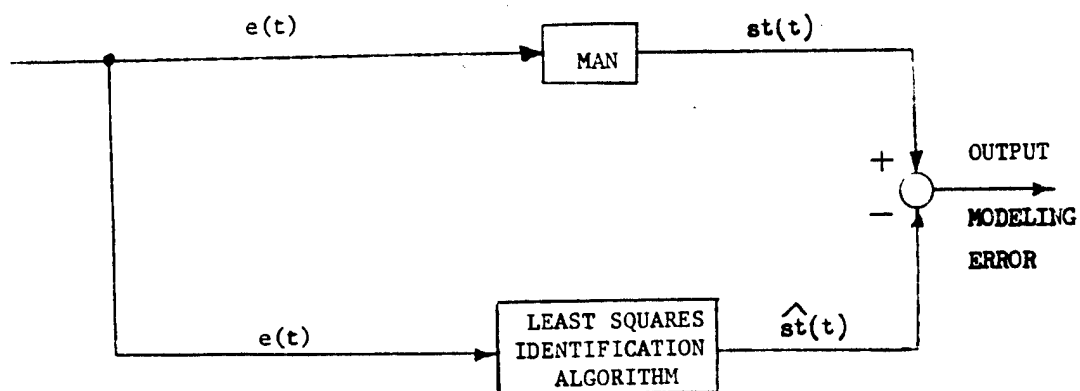 e(t)
st(t)
MAN
+
OUTPUT
−
MODELING
ERROR
e(t)
LEAST SQUARES
IDENTIFICATION
ALGORITHM
ŝt(t)